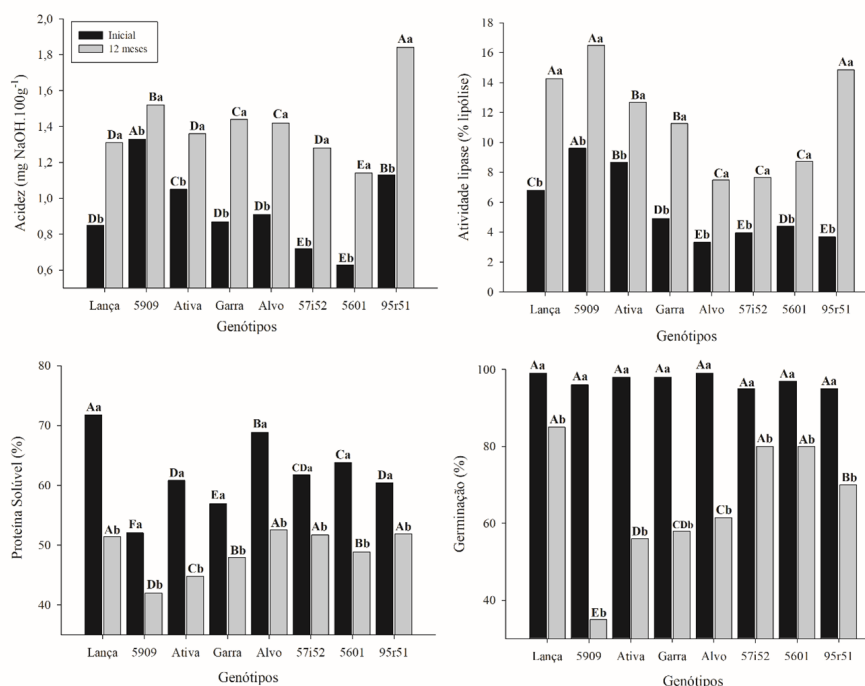 2,0
1,8
1,6
1,4
1,2
1,0
0,8
0,6
Acidez (mg NaOH.100g⁻¹)
Inicial
12 meses
Db
Da
Ab
Ba
Cb
Da
Db
Ca
Db
Ca
Eb
Da
Eb
Ea
Bb
Aa
Lança 5909 Ativa Garra Alvo 57i52 5601 95r51
Genótipos
18
16
14
12
10
8
6
4
2
0
Atividade lipase (% lipólise)
Cb
Aa
Ab
Aa
Bb
Ba
Db
Ba
Eb
Ca
Eb
Ca
Db
Ca
Eb
Aa
Lança 5909 Ativa Garra Alvo 57i52 5601 95r51
Genótipos
80
70
60
50
40
Proteína Solúvel (%)
Aa
Ab
Fa
Db
Da
Cb
Ea
Bb
Ba
Ab
CDa
Ab
Ca
Bb
Da
Ab
Lança 5909 Ativa Garra Alvo 57i52 5601 95r51
Genótipos
100
80
60
40
Germinação (%)
Aa
Ab
Aa
Eb
Aa
Db
Aa
CDb
Aa
Cb
Aa
Ab
Aa
Ab
Aa
Bb
Lança 5909 Ativa Garra Alvo 57i52 5601 95r51
Genótipos